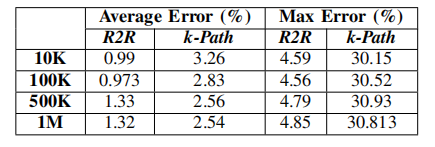 Average Error (%) Max Error (%)
R2R k-Path R2R k-Path
10K 0.99 3.26 4.59 30.15
100K 0.973 2.83 4.56 30.52
500K 1.33 2.56 4.79 30.93
1M 1.32 2.54 4.85 30.813